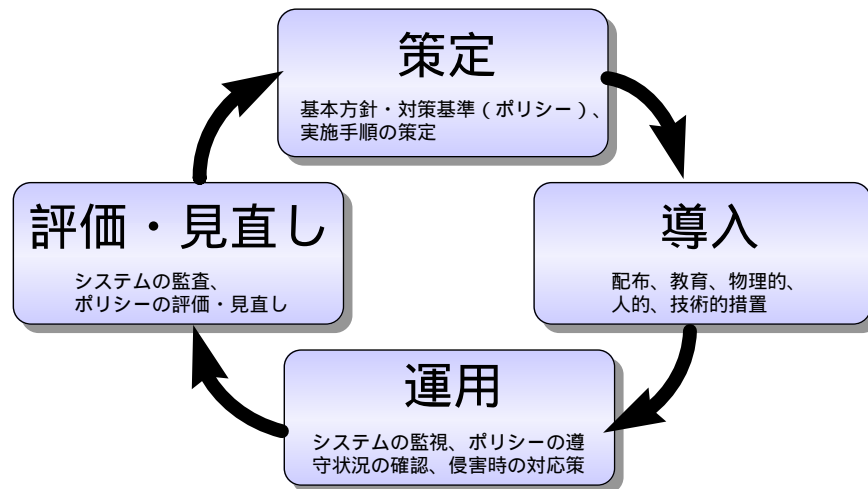 策定
基本方針・対策基準（ポリシー）、
実施手順の策定
評価・見直し
システムの監査、
ポリシーの評価・見直し
導入
配布、教育、物理的、
人的、技術的措置
運用
システムの監視、ポリシーの遵
守状況の確認、侵害時の対応策